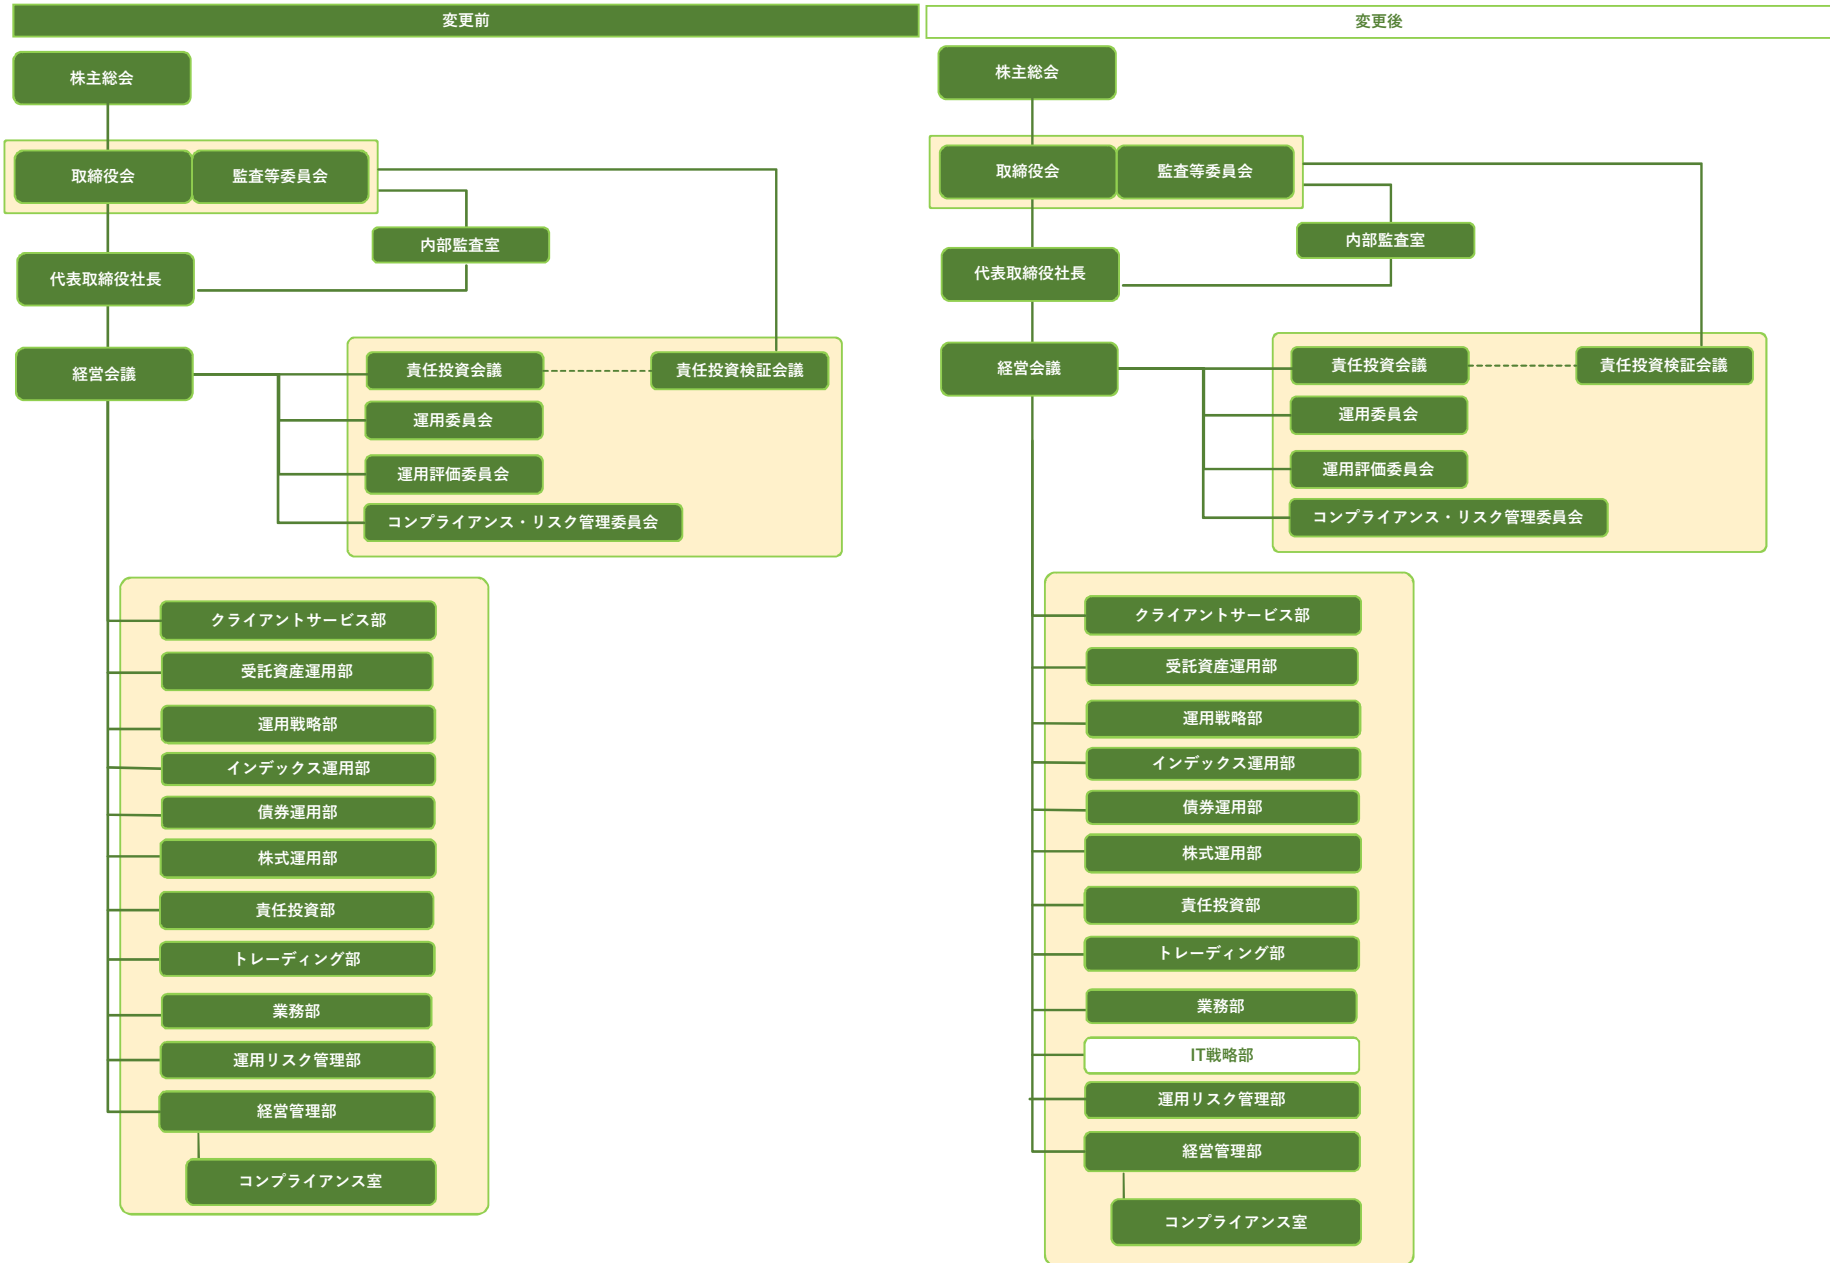 変更前
株主総会
取締役会
監査等委員会
内部監査室
代表取締役社長
経営会議
責任投資会議
責任投資検証会議
運用委員会
運用評価委員会
コンプライアンス・リスク管理委員会
クライアントサービス部
受託資産運用部
運用戦略部
インデックス運用部
債券運用部
株式運用部
責任投資部
トレーディング部
業務部
運用リスク管理部
経営管理部
コンプライアンス室
変更後
株主総会
取締役会
監査等委員会
内部監査室
代表取締役社長
経営会議
責任投資会議
責任投資検証会議
運用委員会
運用評価委員会
コンプライアンス・リスク管理委員会
クライアントサービス部
受託資産運用部
運用戦略部
インデックス運用部
債券運用部
株式運用部
責任投資部
トレーディング部
業務部
IT戦略部
運用リスク管理部
経営管理部
コンプライアンス室